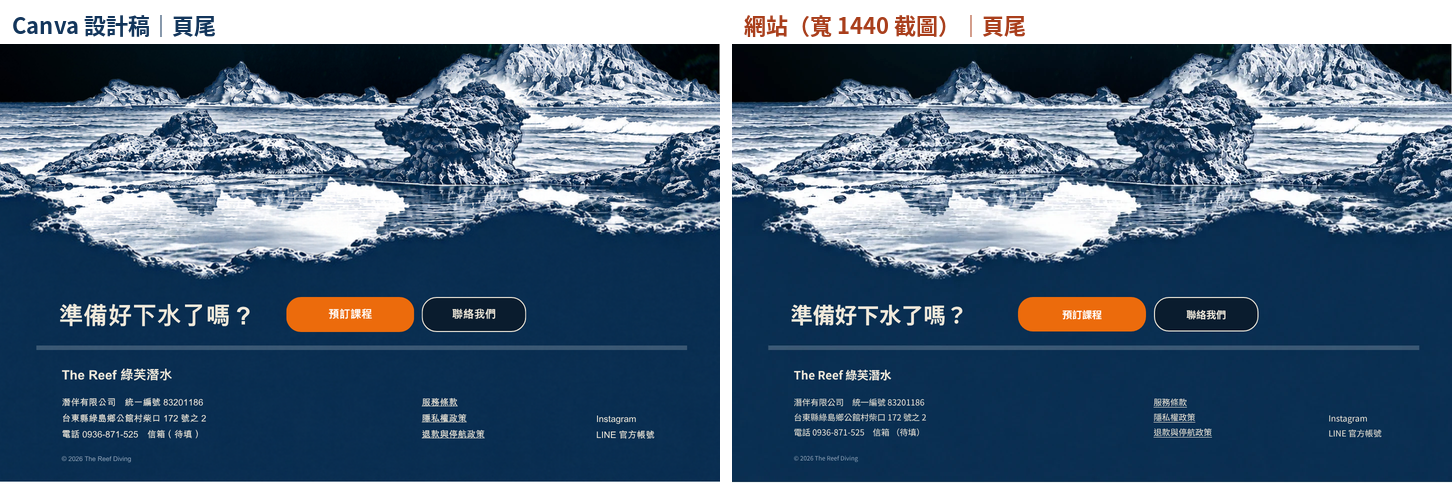 Canva 設計稿｜頁尾
網站（寬 1440 截圖）｜頁尾
準備好下水了嗎？
預訂課程
聯絡我們
The Reef 綠芙潛水
潛伴有限公司　統一編號 83201186
台東縣綠島鄉公館村柴口 172 號之 2
電話 0936-871-525　信箱（待填）
服務條款
隱私權政策
退款與停航政策
Instagram
LINE 官方帳號
© 2026 The Reef Diving
準備好下水了嗎？
預訂課程
聯絡我們
The Reef 綠芙潛水
潛伴有限公司　統一編號 83201186
台東縣綠島鄉公館村柴口 172 號之 2
電話 0936-871-525　信箱 （待填）
服務條款
隱私權政策
退款與停航政策
Instagram
LINE 官方帳號
© 2026 The Reef Diving